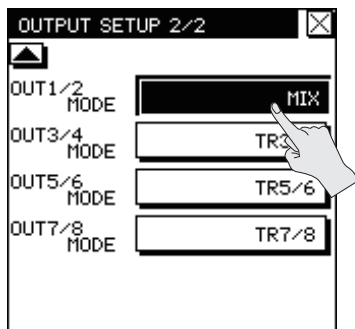 OUTPUT SETUP 2/2
OUT1/2 MODE MIX
OUT3/4 MODE
OUT5/6 MODE TR5/6
OUT7/8 MODE TR7/8